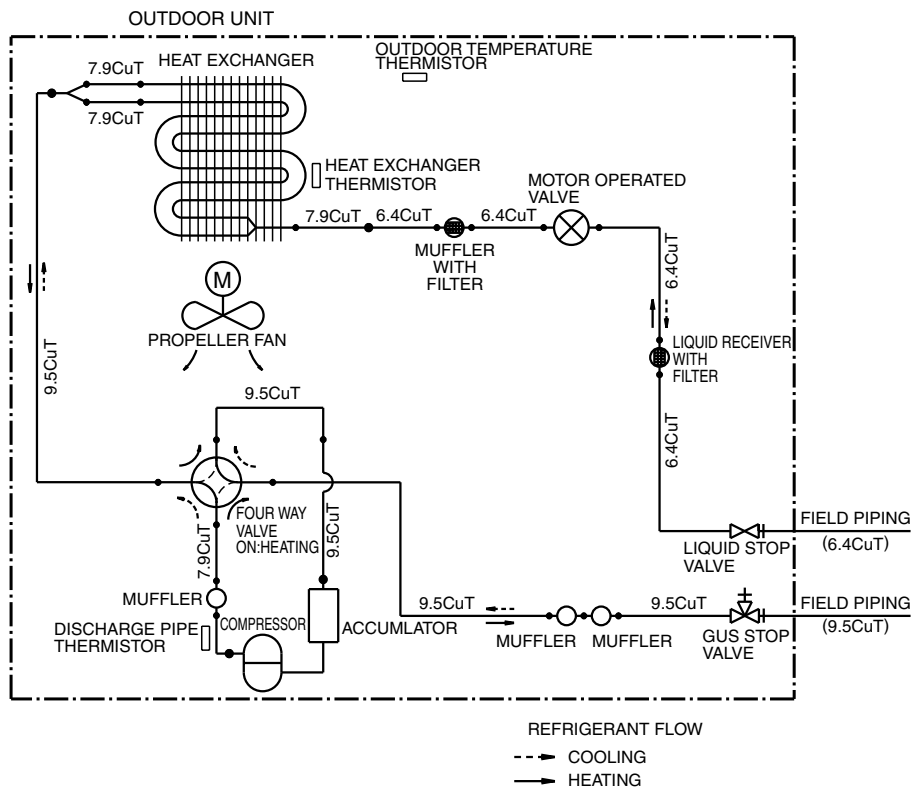 OUTDOOR UNIT
HEAT EXCHANGER
OUTDOOR TEMPERATURE
THERMISTOR
7.9CuT
7.9CuT
HEAT EXCHANGER
THERMISTOR
MOTOR OPERATED
VALVE
7.9CuT
6.4CuT
6.4CuT
MUFFLER
WITH
FILTER
6.4CuT
M
PROPELLER FAN
LIQUID RECEIVER
WITH
FILTER
9.5CuT
9.5CuT
6.4CuT
FOUR WAY
VALVE
ON:HEATING
9.5CuT
7.9CuT
LIQUID STOP
VALVE
FIELD PIPING
(6.4CuT)
MUFFLER
DISCHARGE PIPE
THERMISTOR
COMPRESSOR
ACCUMLATOR
9.5CuT
MUFFLER
MUFFLER
9.5CuT
GUS STOP
VALVE
FIELD PIPING
(9.5CuT)
REFRIGERANT FLOW
COOLING
HEATING